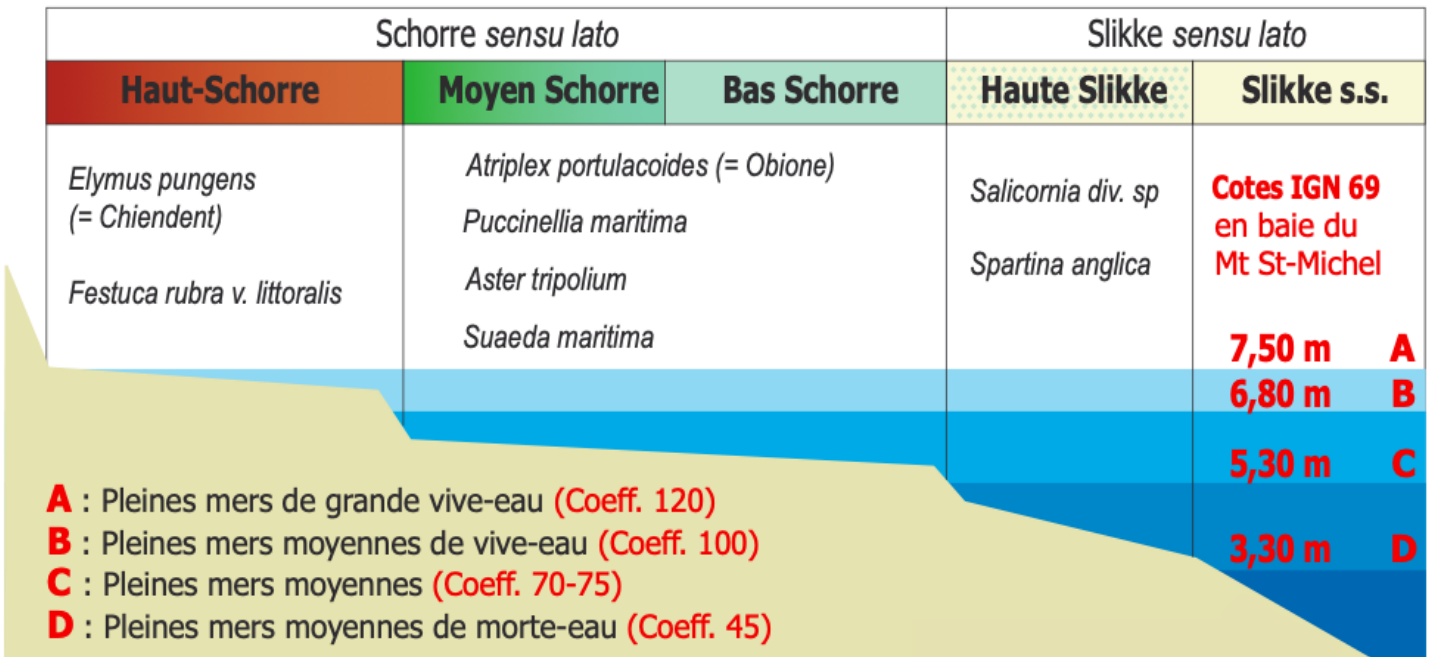 Schorre sensu lato
Slikke sensu lato
Haut-Schorre
Moyen Schorre
Bas Schorre
Haute Slikke
Slikke s.s.
Elymus pungens
(= Chiendent)
Festuca rubra v. littoralis
Atriplex portulacoides (= Obione)
Puccinellia maritima
Aster tripolium
Suaeda maritima
Salicornia div. sp
Spartina anglica
Cotes IGN 69
en baie du
Mt St-Michel
7,50 m A
6,80 m B
5,30 m C
3,30 m D
A : Pleines mers de grande vive-eau (Coeff. 120)
B : Pleines mers moyennes de vive-eau (Coeff. 100)
C : Pleines mers moyennes (Coeff. 70-75)
D : Pleines mers moyennes de morte-eau (Coeff. 45)